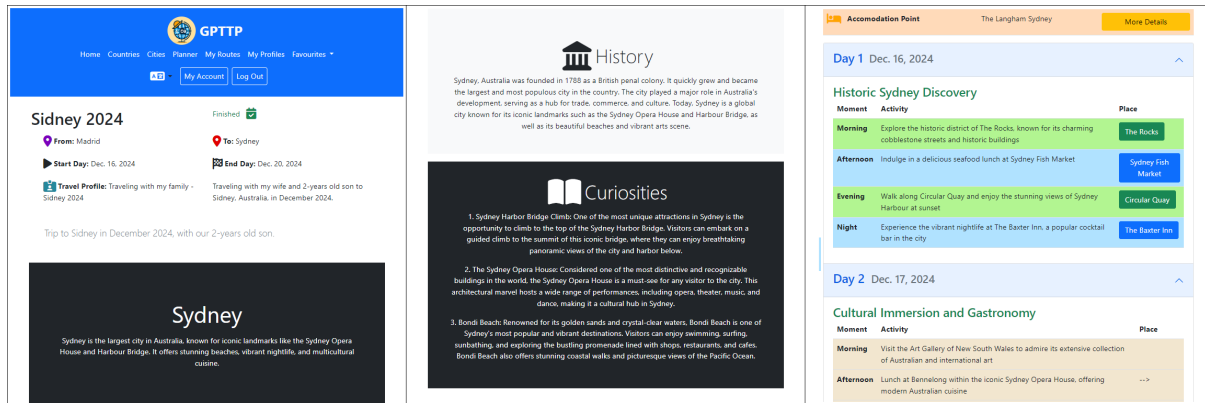 GPTTP
Home Countries Cities Planner My Routes My Profiles Favourites
My Account Log Out
Sidney 2024
Finished
From: Madrid
To: Sydney
Start Day: Dec. 16, 2024
End Day: Dec. 20, 2024
Travel Profile: Traveling with my family -
Sidney 2024
Traveling with my wife and 2-years old son to
Sidney, Australia, in December 2024.
Trip to Sidney in December 2024, with our 2-years old son.
Sydney
Sydney is the largest city in Australia, known for iconic landmarks like the Sydney Opera
House and Harbour Bridge. It offers stunning beaches, vibrant nightlife, and multicultural
cuisine.
History
Sydney, Australia was founded in 1788 as a British penal colony. It quickly grew and became
the largest and most populous city in the country. The city played a major role in Australia's
development, serving as a hub for trade, commerce, and culture. Today, Sydney is a global
city known for its iconic landmarks such as the Sydney Opera House and Harbour Bridge, as
well as its beautiful beaches and vibrant arts scene.
Curiosities
1. Sydney Harbor Bridge Climb: One of the most unique attractions in Sydney is the
opportunity to climb to the top of the Sydney Harbor Bridge. Visitors can embark on a
guided climb to the summit of this iconic bridge, where they can enjoy breathtaking
panoramic views of the city and harbor below.
2. The Sydney Opera House: Considered one of the most distinctive and recognizable
buildings in the world, the Sydney Opera House is a must-see for any visitor to the city. This
architectural marvel hosts a wide range of performances, including opera, theater, music, and
dance, making it a cultural hub in Sydney.
3. Bondi Beach: Renowned for its golden sands and crystal-clear waters, Bondi Beach is one of
Sydney's most popular and vibrant destinations. Visitors can enjoy swimming, surfing,
sunbathing, and exploring the bustling promenade lined with shops, restaurants, and cafes.
Bondi Beach also offers stunning coastal walks and picturesque views of the Pacific Ocean.
Accomodation Point The Langham Sydney More Details
Day 1 Dec. 16, 2024
Historic Sydney Discovery
Moment Activity Place
Morning Explore the historic district of The Rocks, known for its charming
cobblestone streets and historic buildings
The Rocks
Afternoon Indulge in a delicious seafood lunch at Sydney Fish Market
Sydney Fish
Market
Evening Walk along Circular Quay and enjoy the stunning views of Sydney
Harbour at sunset
Circular Quay
Night Experience the vibrant nightlife at The Baxter Inn, a popular cocktail
bar in the city
The Baxter Inn
Day 2 Dec. 17, 2024
Cultural Immersion and Gastronomy
Moment Activity Place
Morning Visit the Art Gallery of New South Wales to admire its extensive collection
of Australian and international art
Afternoon Lunch at Bennelong within the iconic Sydney Opera House, offering
modern Australian cuisine
-->